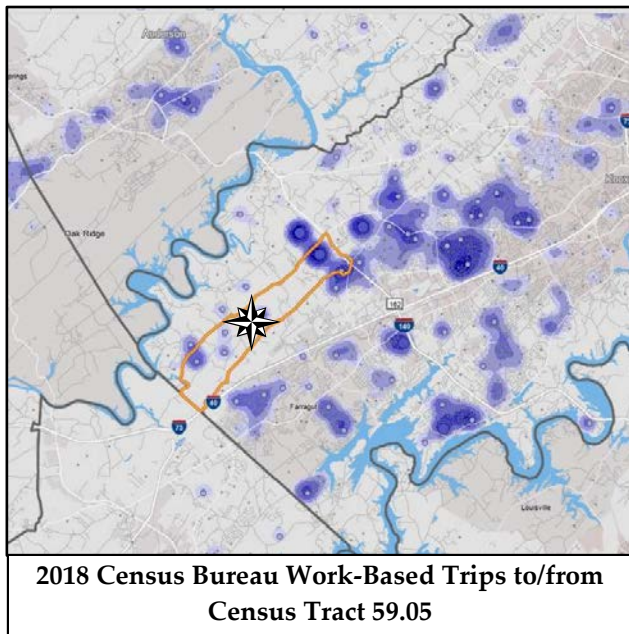 Anderson
Oak Ridge
Knox
40
162
140
40
75
Farragut
Louisville
2018 Census Bureau Work-Based Trips to/from
Census Tract 59.05